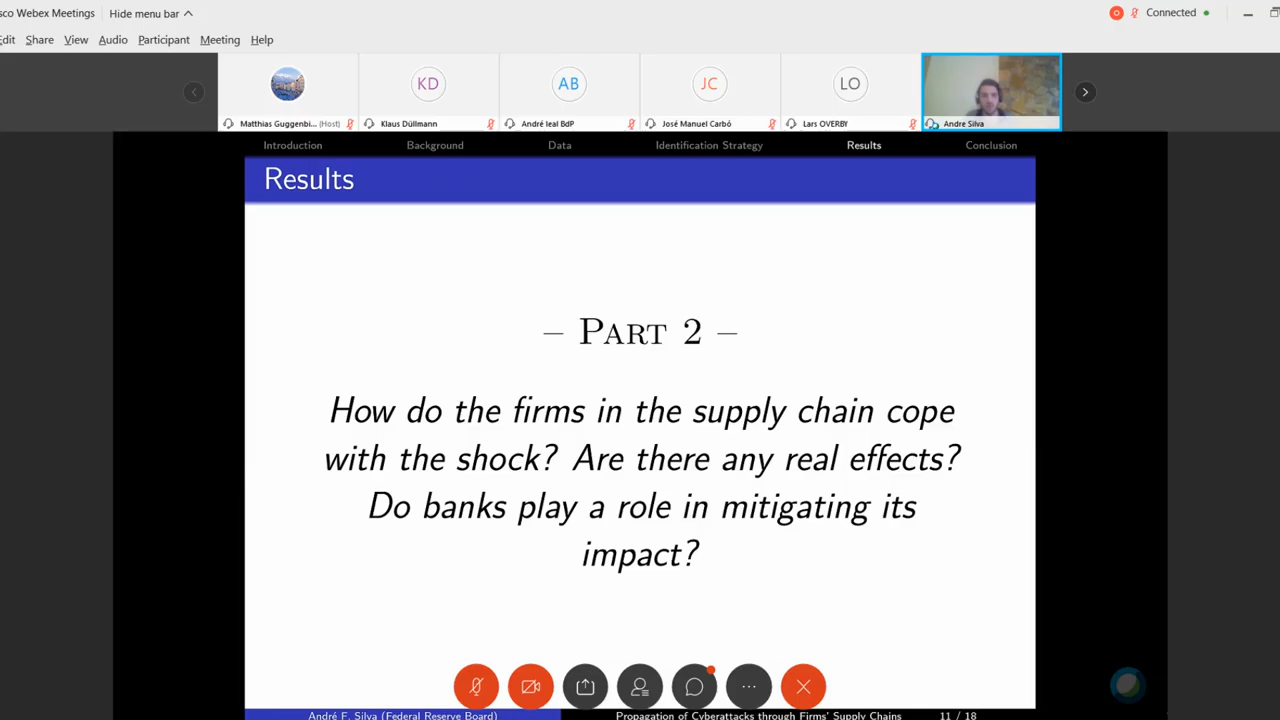 sco Webex Meetings Hide menu bar Connected
Edit Share View Audio Participant Meeting Help
KD AB JC LO
Matthias Guggenbi... (Host) Klaus Düllmann André leal BdP José Manuel Carbó Lars OVERBY Andre Silva
Introduction Background Data Identification Strategy Results Conclusion
Results
– Part 2 –
How do the firms in the supply chain cope
with the shock? Are there any real effects?
Do banks play a role in mitigating its
impact?
André F. Silva (Federal Reserve Board) Propagation of Cyberattacks through Firms' Supply Chains 11 / 18